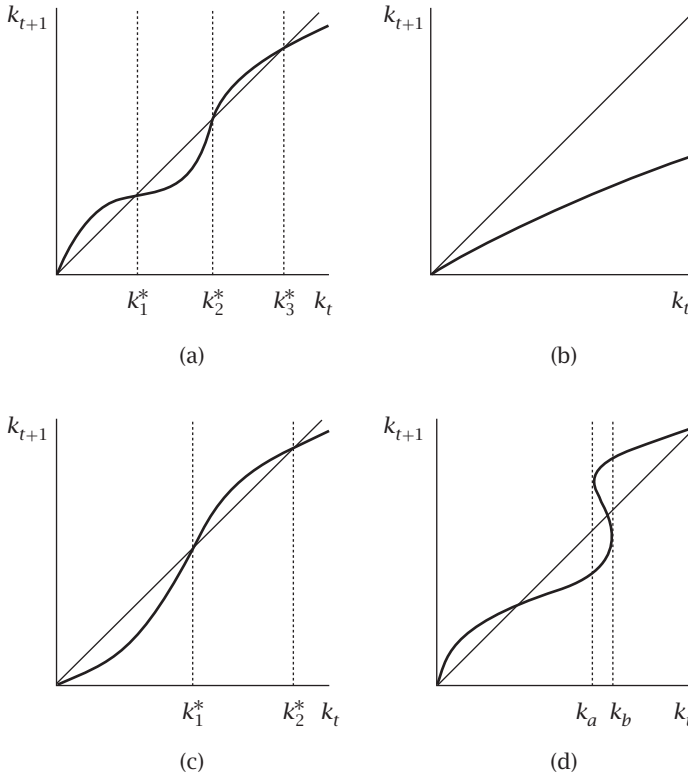 k_{t+1}
k_1^* k_2^* k_3^* k_t
(a)
k_{t+1}
k_t
(b)
k_{t+1}
k_1^* k_2^* k_t
(c)
k_{t+1}
k_a k_b k_t
(d)